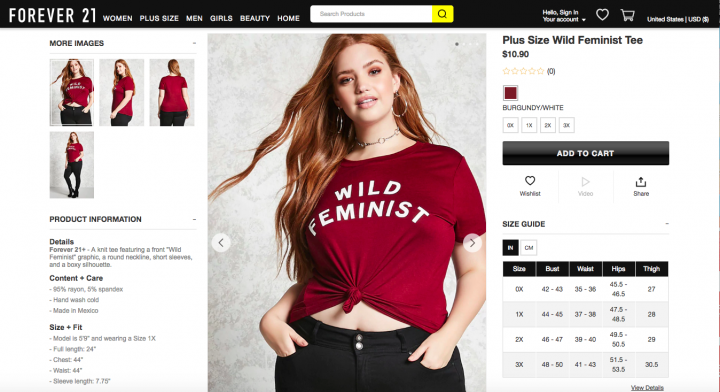 FOREVER 21
WOMEN PLUS SIZE MEN GIRLS BEAUTY HOME
Search Products
Hello, Sign In
Your account
United States | USD ($)
MORE IMAGES -
PRODUCT INFORMATION -
Details
Forever 21+ - A knit tee featuring a front "Wild
Feminist" graphic, a round neckline, short sleeves,
and a boxy silhouette.
Content + Care
- 95% rayon, 5% spandex
- Hand wash cold
- Made in Mexico
Size + Fit
- Model is 5'9" and wearing a Size 1X
- Full length: 24"
- Chest: 44"
- Waist: 44"
- Sleeve length: 7.75"
WILD
FEMINIST
Plus Size Wild Feminist Tee
$10.90
(0)
BURGUNDY/WHITE
0X 1X 2X 3X
ADD TO CART
Wishlist Video Share
SIZE GUIDE -
IN CM
Size Bust Waist Hips Thigh
0X 42 - 43 35 - 36 45.5 - 46.5 27
1X 44 - 45 37 - 38 47.5 - 48.5 28
2X 46 - 47 39 - 40 49.5 - 50.5 29
3X 48 - 50 41 - 43 51.5 - 53.5 30.5
View Details